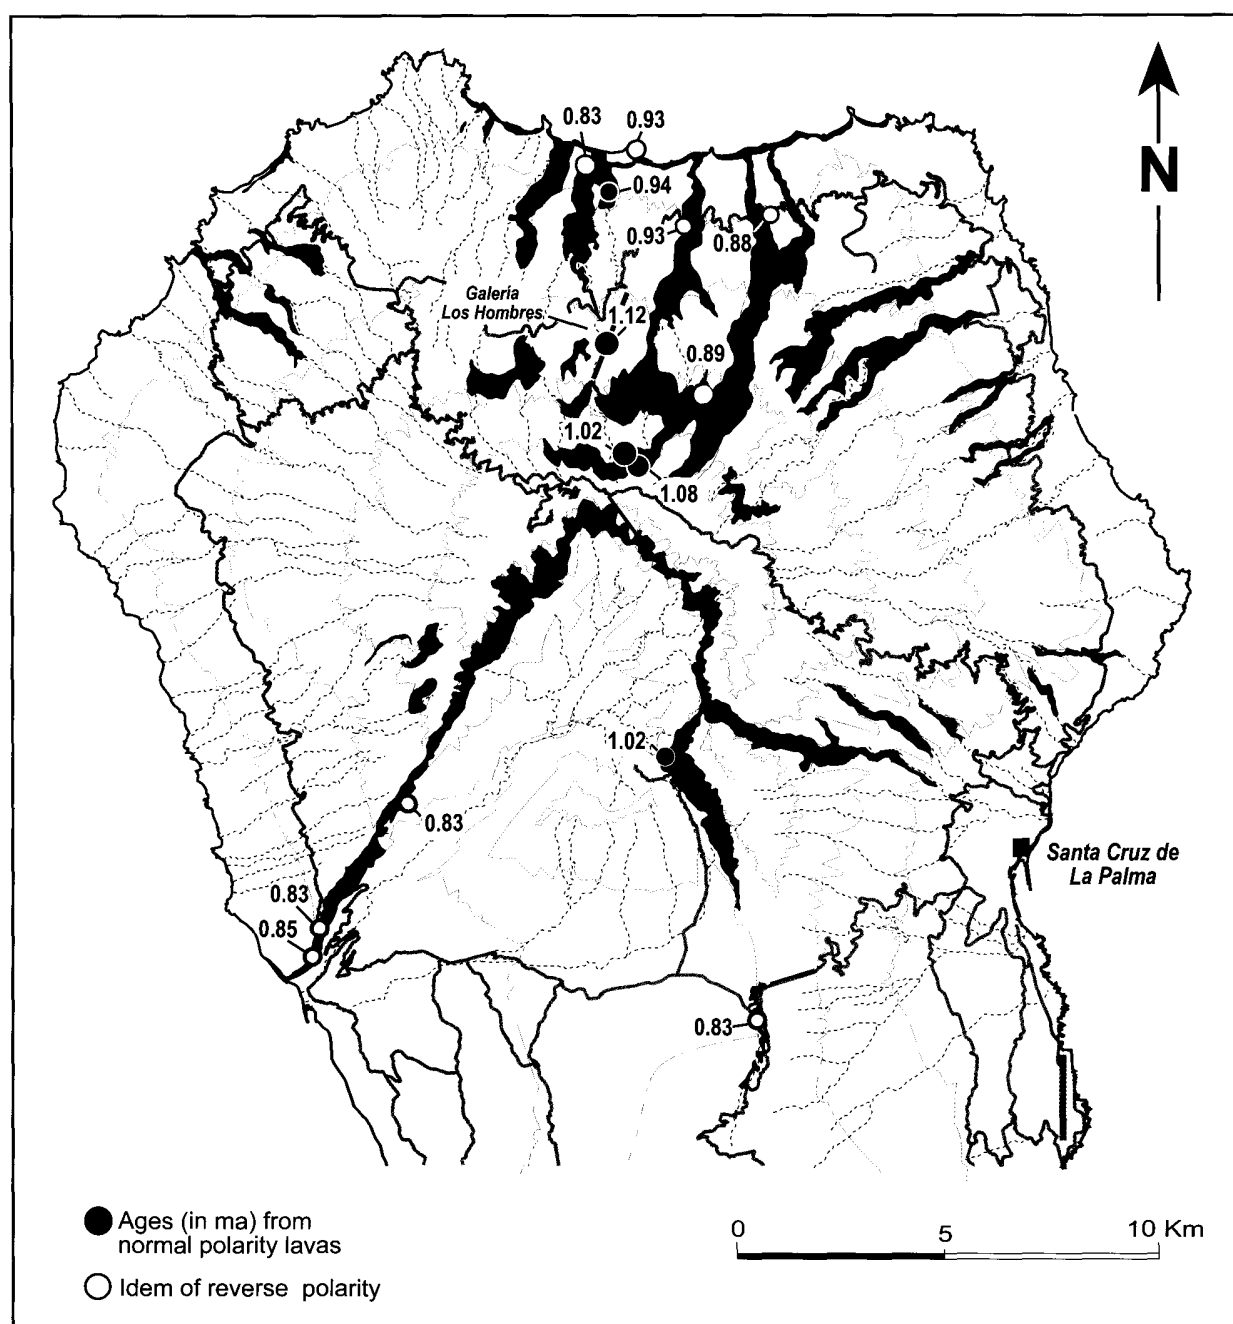 0.83
0.93
N
0.94
0.93
0.88
Galería
Los Hombres
1.12
0.89
1.02
1.08
1.02
0.83
Santa Cruz de
La Palma
0.83
0.85
0.83
Ages (in ma) from
normal polarity lavas
Idem of reverse polarity
0
5
10 Km